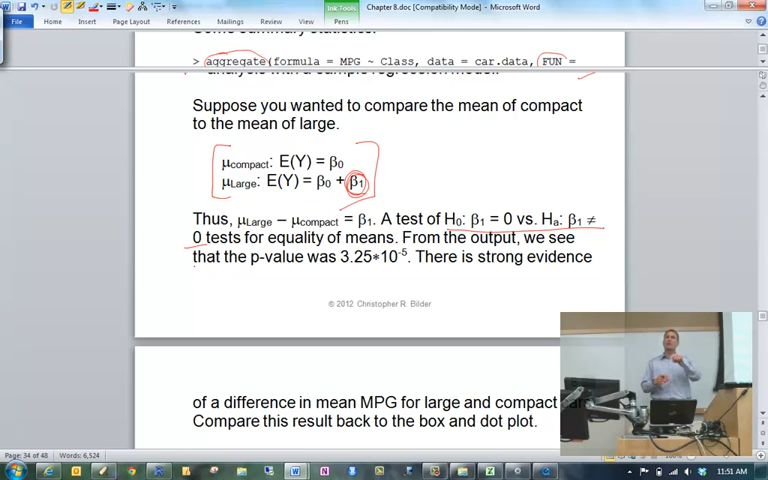 Ink Tools
Chapter 8.doc [Compatibility Mode] - Microsoft Word
File Home Insert Page Layout References Mailings Review View Pens
> aggregate(formula = MPG ~ Class, data = car.data, FUN =
Suppose you wanted to compare the mean of compact
to the mean of large.
μcompact: E(Y) = β0
μLarge: E(Y) = β0 + β1
Thus, μLarge − μcompact = β1. A test of H0: β1 = 0 vs. Ha: β1 ≠
0 tests for equality of means. From the output, we see
that the p-value was 3.25∗10-5. There is strong evidence
© 2012 Christopher R. Bilder
of a difference in mean MPG for large and compact
Compare this result back to the box and dot plot.
Page: 34 of 48 Words: 6,524
11:51 AM